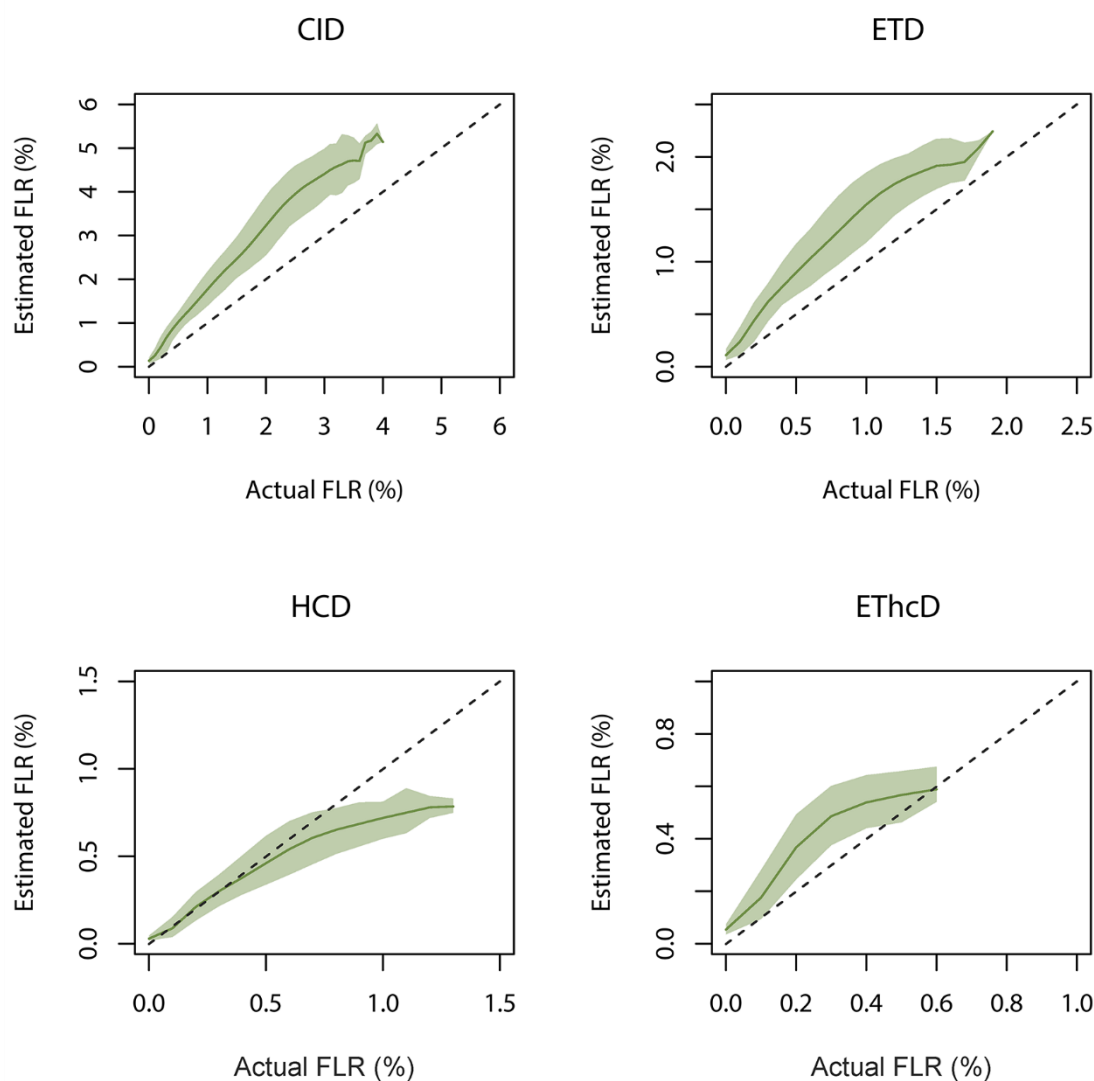 CID
Estimated FLR (%)
6
5
4
3
2
1
0
0 1 2 3 4 5 6
Actual FLR (%)
ETD
Estimated FLR (%)
2.0
1.0
0.0
0.0 0.5 1.0 1.5 2.0 2.5
Actual FLR (%)
HCD
Estimated FLR (%)
1.5
1.0
0.5
0.0
0.0 0.5 1.0 1.5
Actual FLR (%)
EThcD
Estimated FLR (%)
0.8
0.4
0.0
0.0 0.2 0.4 0.6 0.8 1.0
Actual FLR (%)